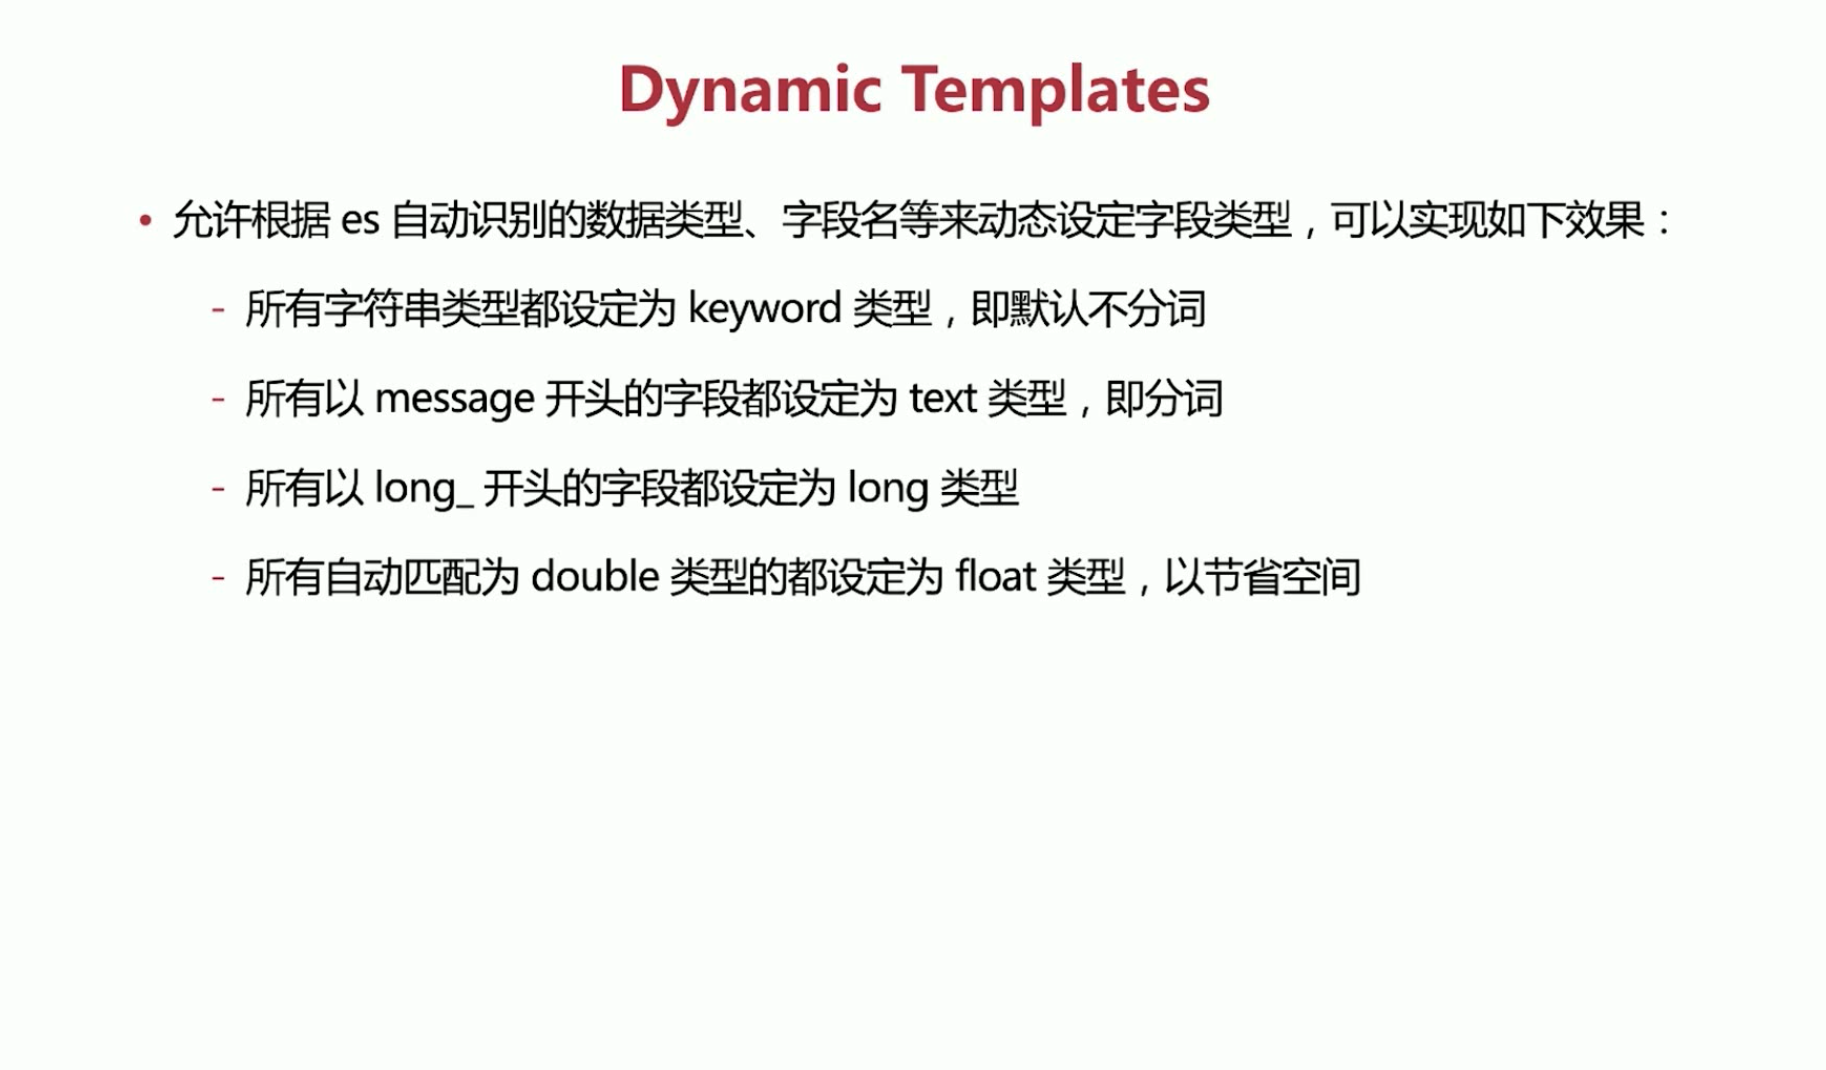 Dynamic Templates
• 允许根据 es 自动识别的数据类型、字段名等来动态设定字段类型，可以实现如下效果：
- 所有字符串类型都设定为 keyword 类型，即默认不分词
- 所有以 message 开头的字段都设定为 text 类型，即分词
- 所有以 long_ 开头的字段都设定为 long 类型
- 所有自动匹配为 double 类型的都设定为 float 类型，以节省空间